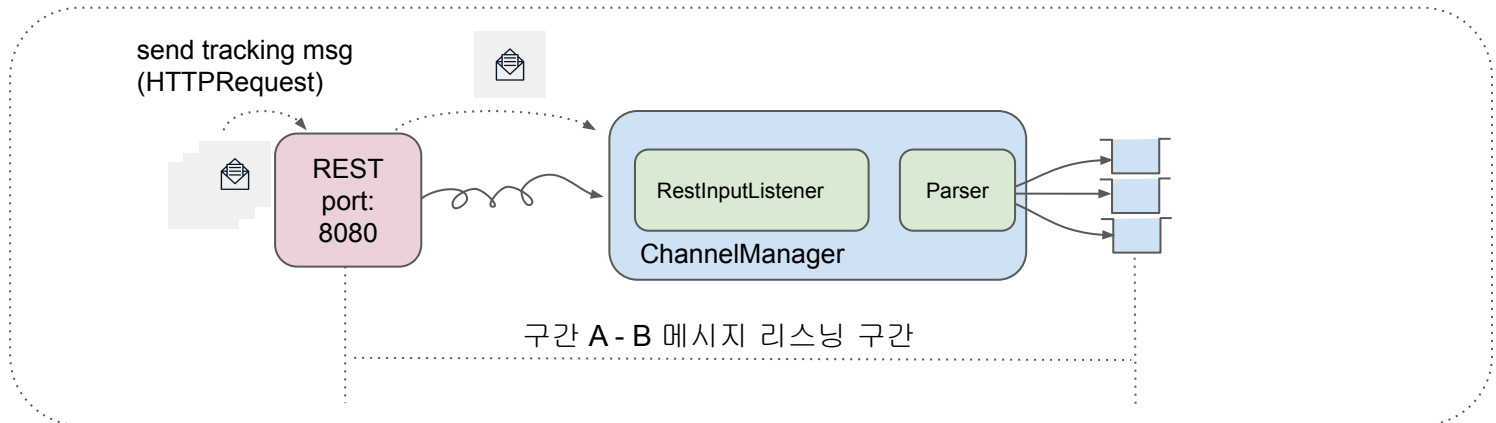 send tracking msg
(HTTPRequest)
REST
port:
8080
RestInputListener
Parser
ChannelManager
구간 A - B 메시지 리스닝 구간